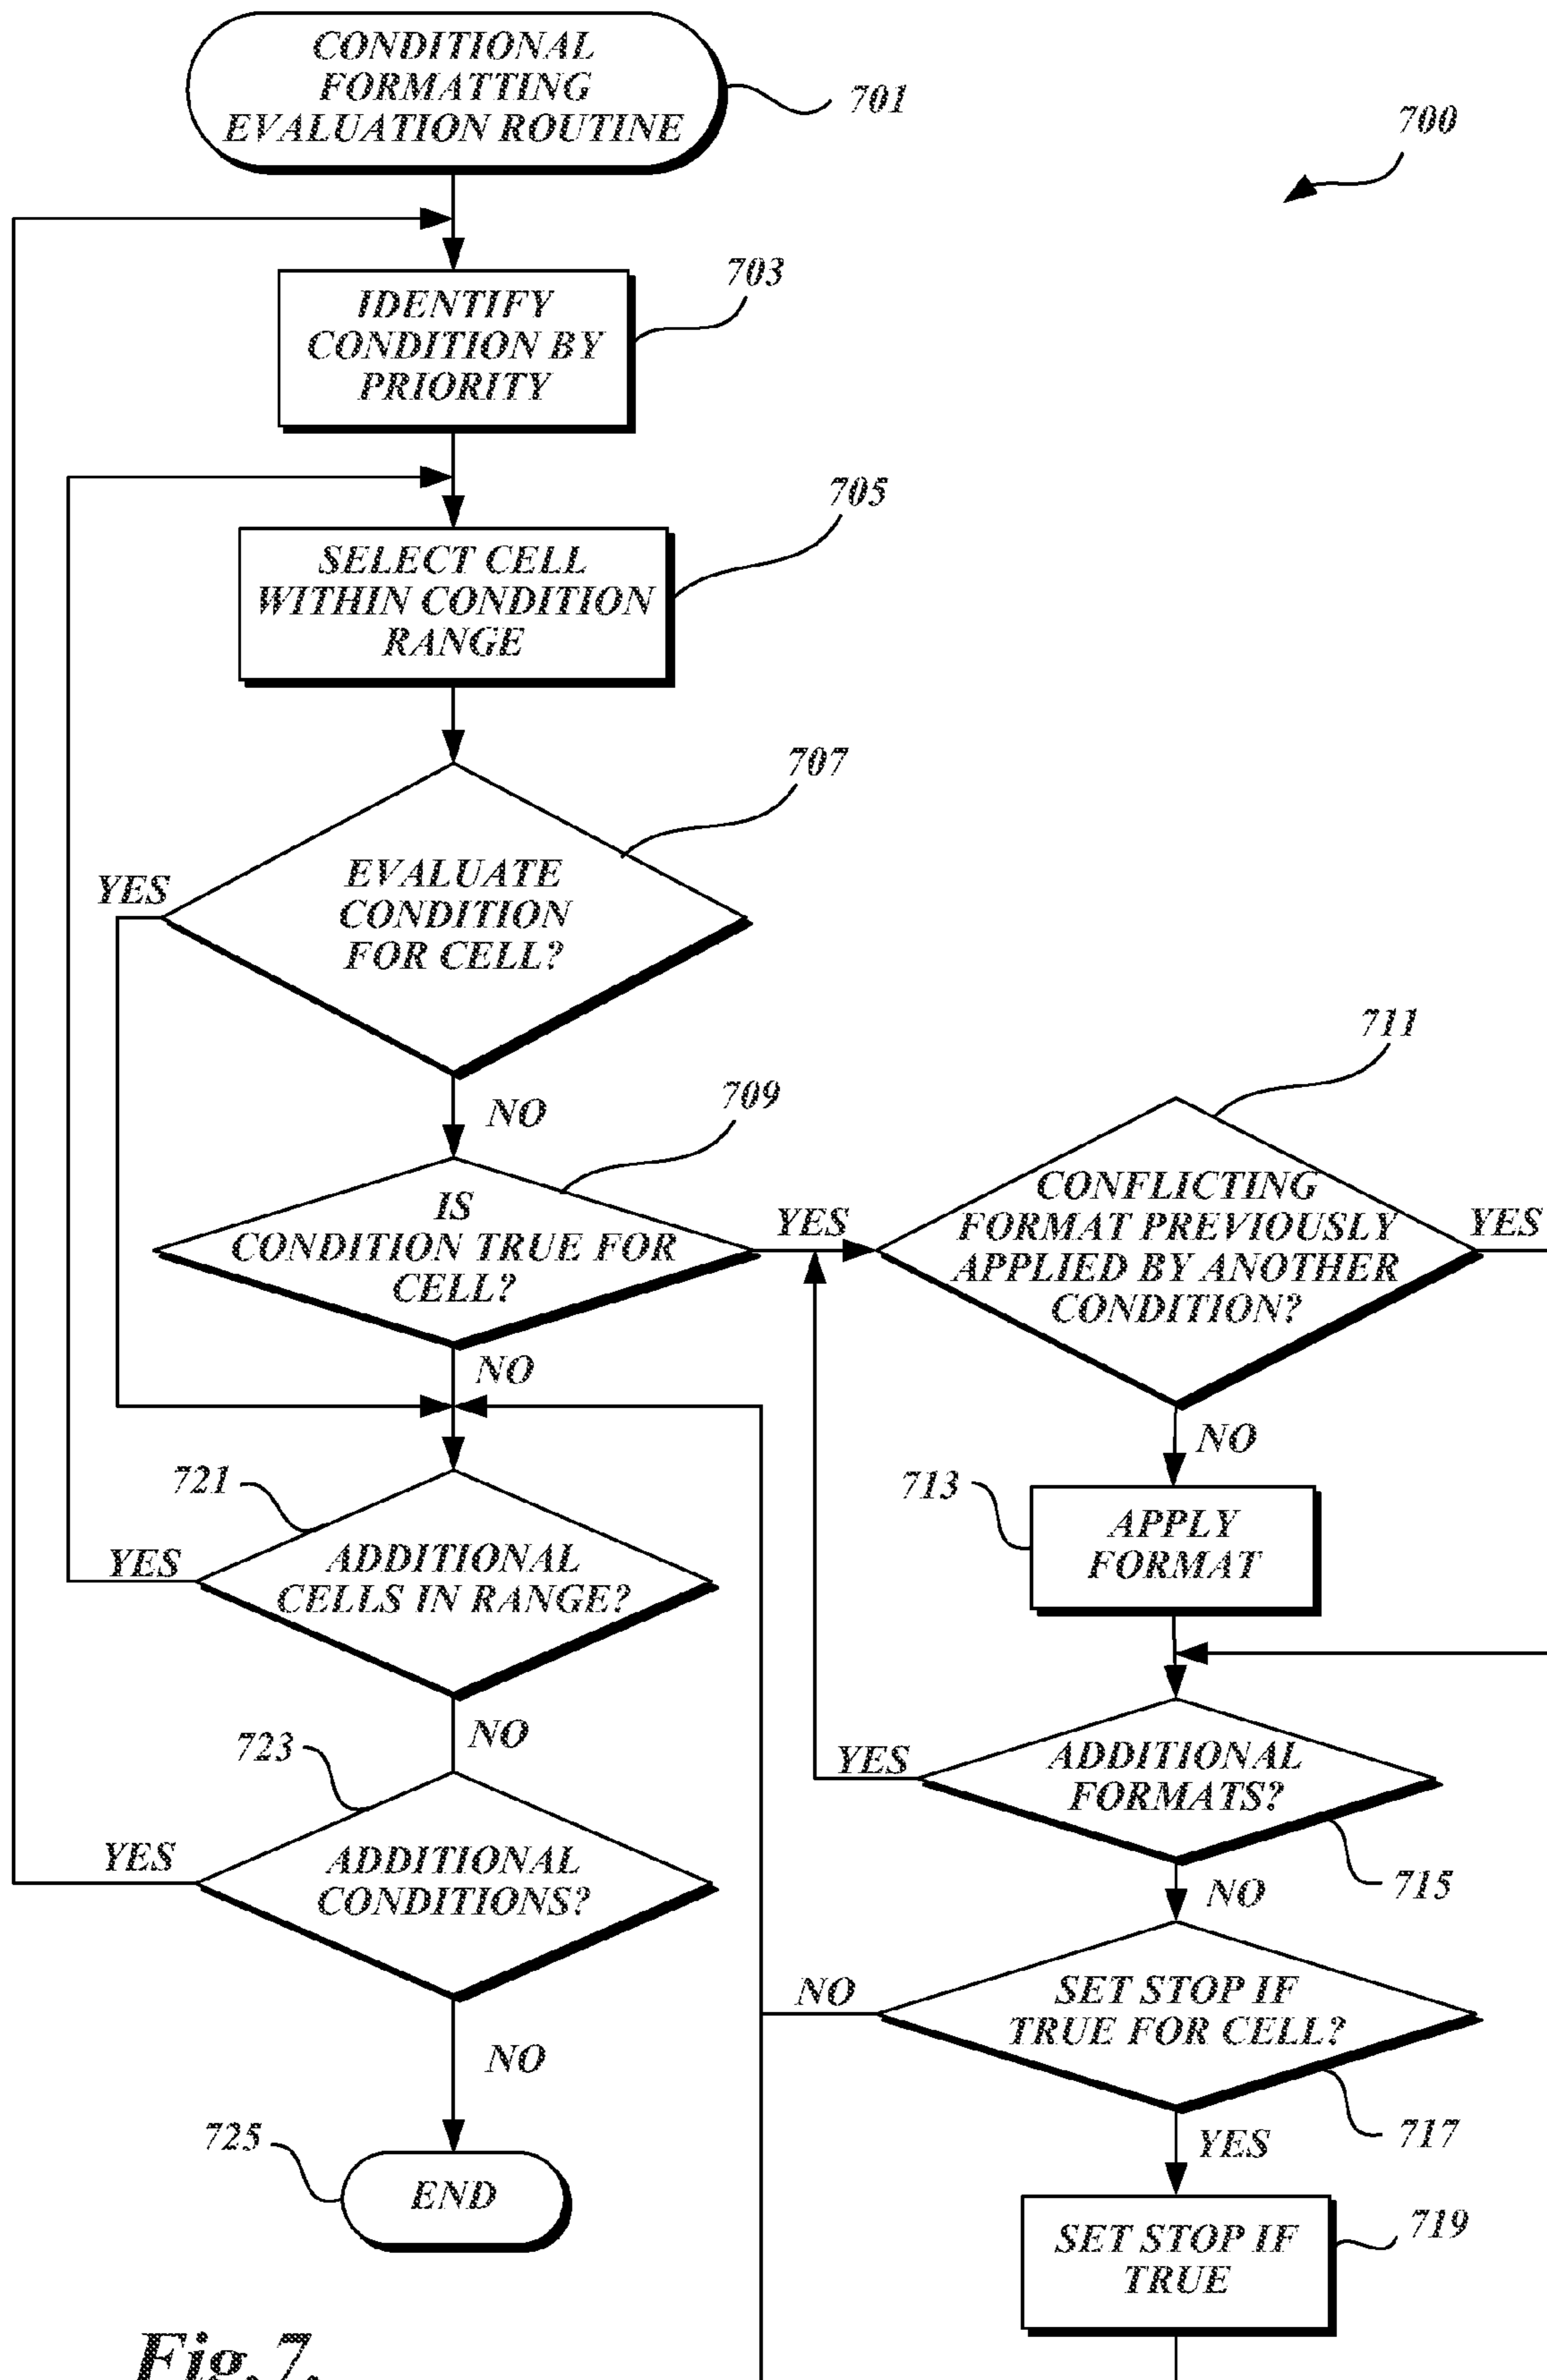 CONDITIONAL
FORMATTING
EVALUATION ROUTINE
701
700
703
IDENTIFY
CONDITION BY
PRIORITY
705
SELECT CELL
WITHIN CONDITION
RANGE
707
YES
EVALUATE
CONDITION
FOR CELL?
NO
709
IS
CONDITION TRUE FOR
CELL?
YES
NO
711
CONFLICTING
FORMAT PREVIOUSLY
APPLIED BY ANOTHER
CONDITION?
YES
NO
713
APPLY
FORMAT
721
YES
ADDITIONAL
CELLS IN RANGE?
NO
YES
ADDITIONAL
FORMATS?
715
NO
723
YES
ADDITIONAL
CONDITIONS?
NO
NO
SET STOP IF
TRUE FOR CELL?
717
YES
725
END
SET STOP IF
TRUE
719
Fig.7.